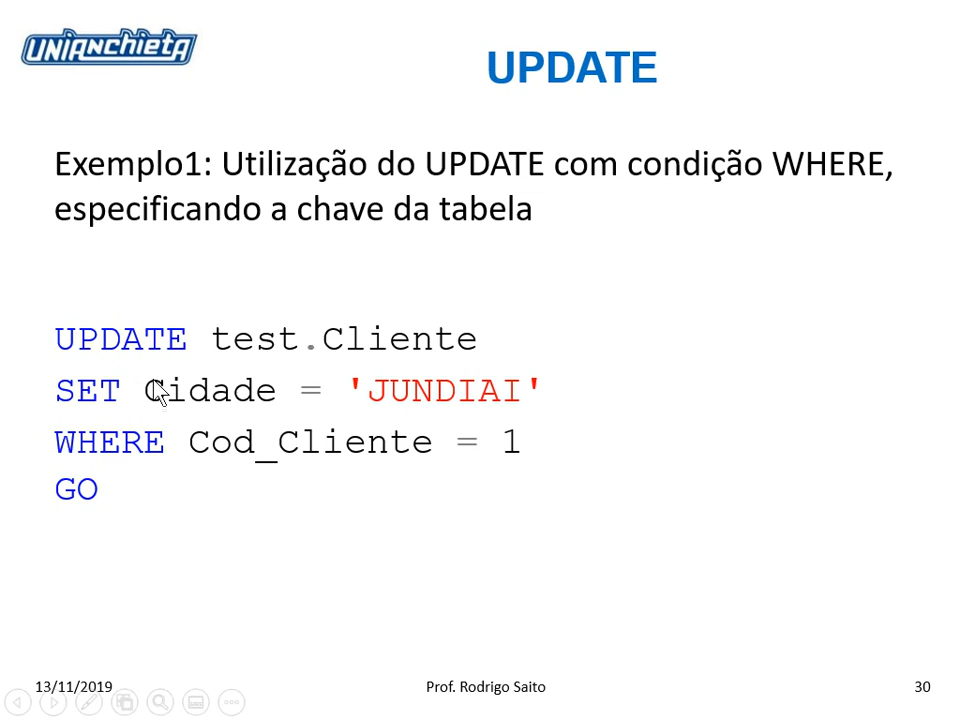 UNIANCHIETA
UPDATE
Exemplo1: Utilização do UPDATE com condição WHERE,
especificando a chave da tabela
UPDATE test.Cliente
SET Cidade = 'JUNDIAI'
WHERE Cod_Cliente = 1
GO
13/11/2019
Prof. Rodrigo Saito
30